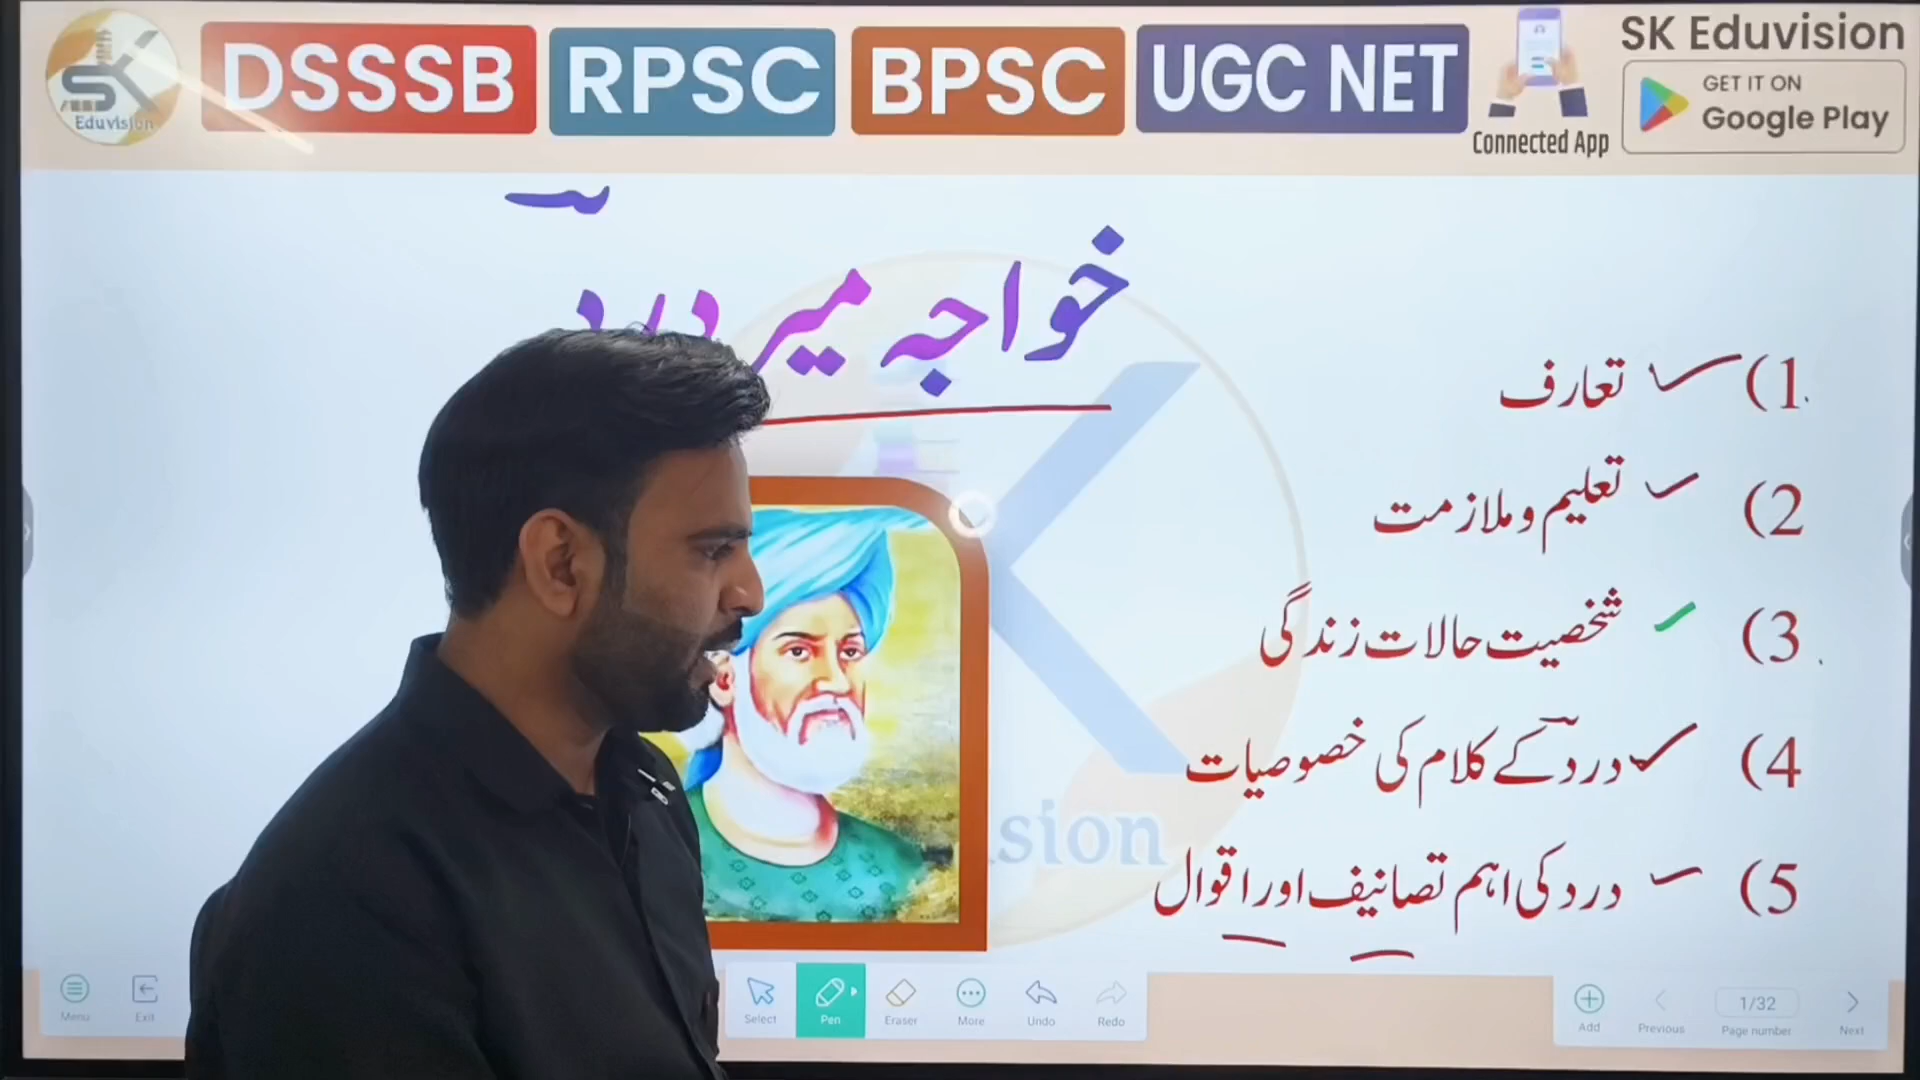 SK
Eduvision
DSSSB
RPSC
BPSC
UGC NET
Connected App
SK Eduvision
GET IT ON
Google Play
خواجہ میر درد
(1 تعارف
(2 تعلیم و ملازمت
(3 شخصیت حالات زندگی
(4 درد کے کلام کی خصوصیات
(5 درد کی اہم تصانیف اور اقوال
Menu
Exit
Select
Pen
Eraser
More
Undo
Redo
Add
Previous
1/32
Page number
Next